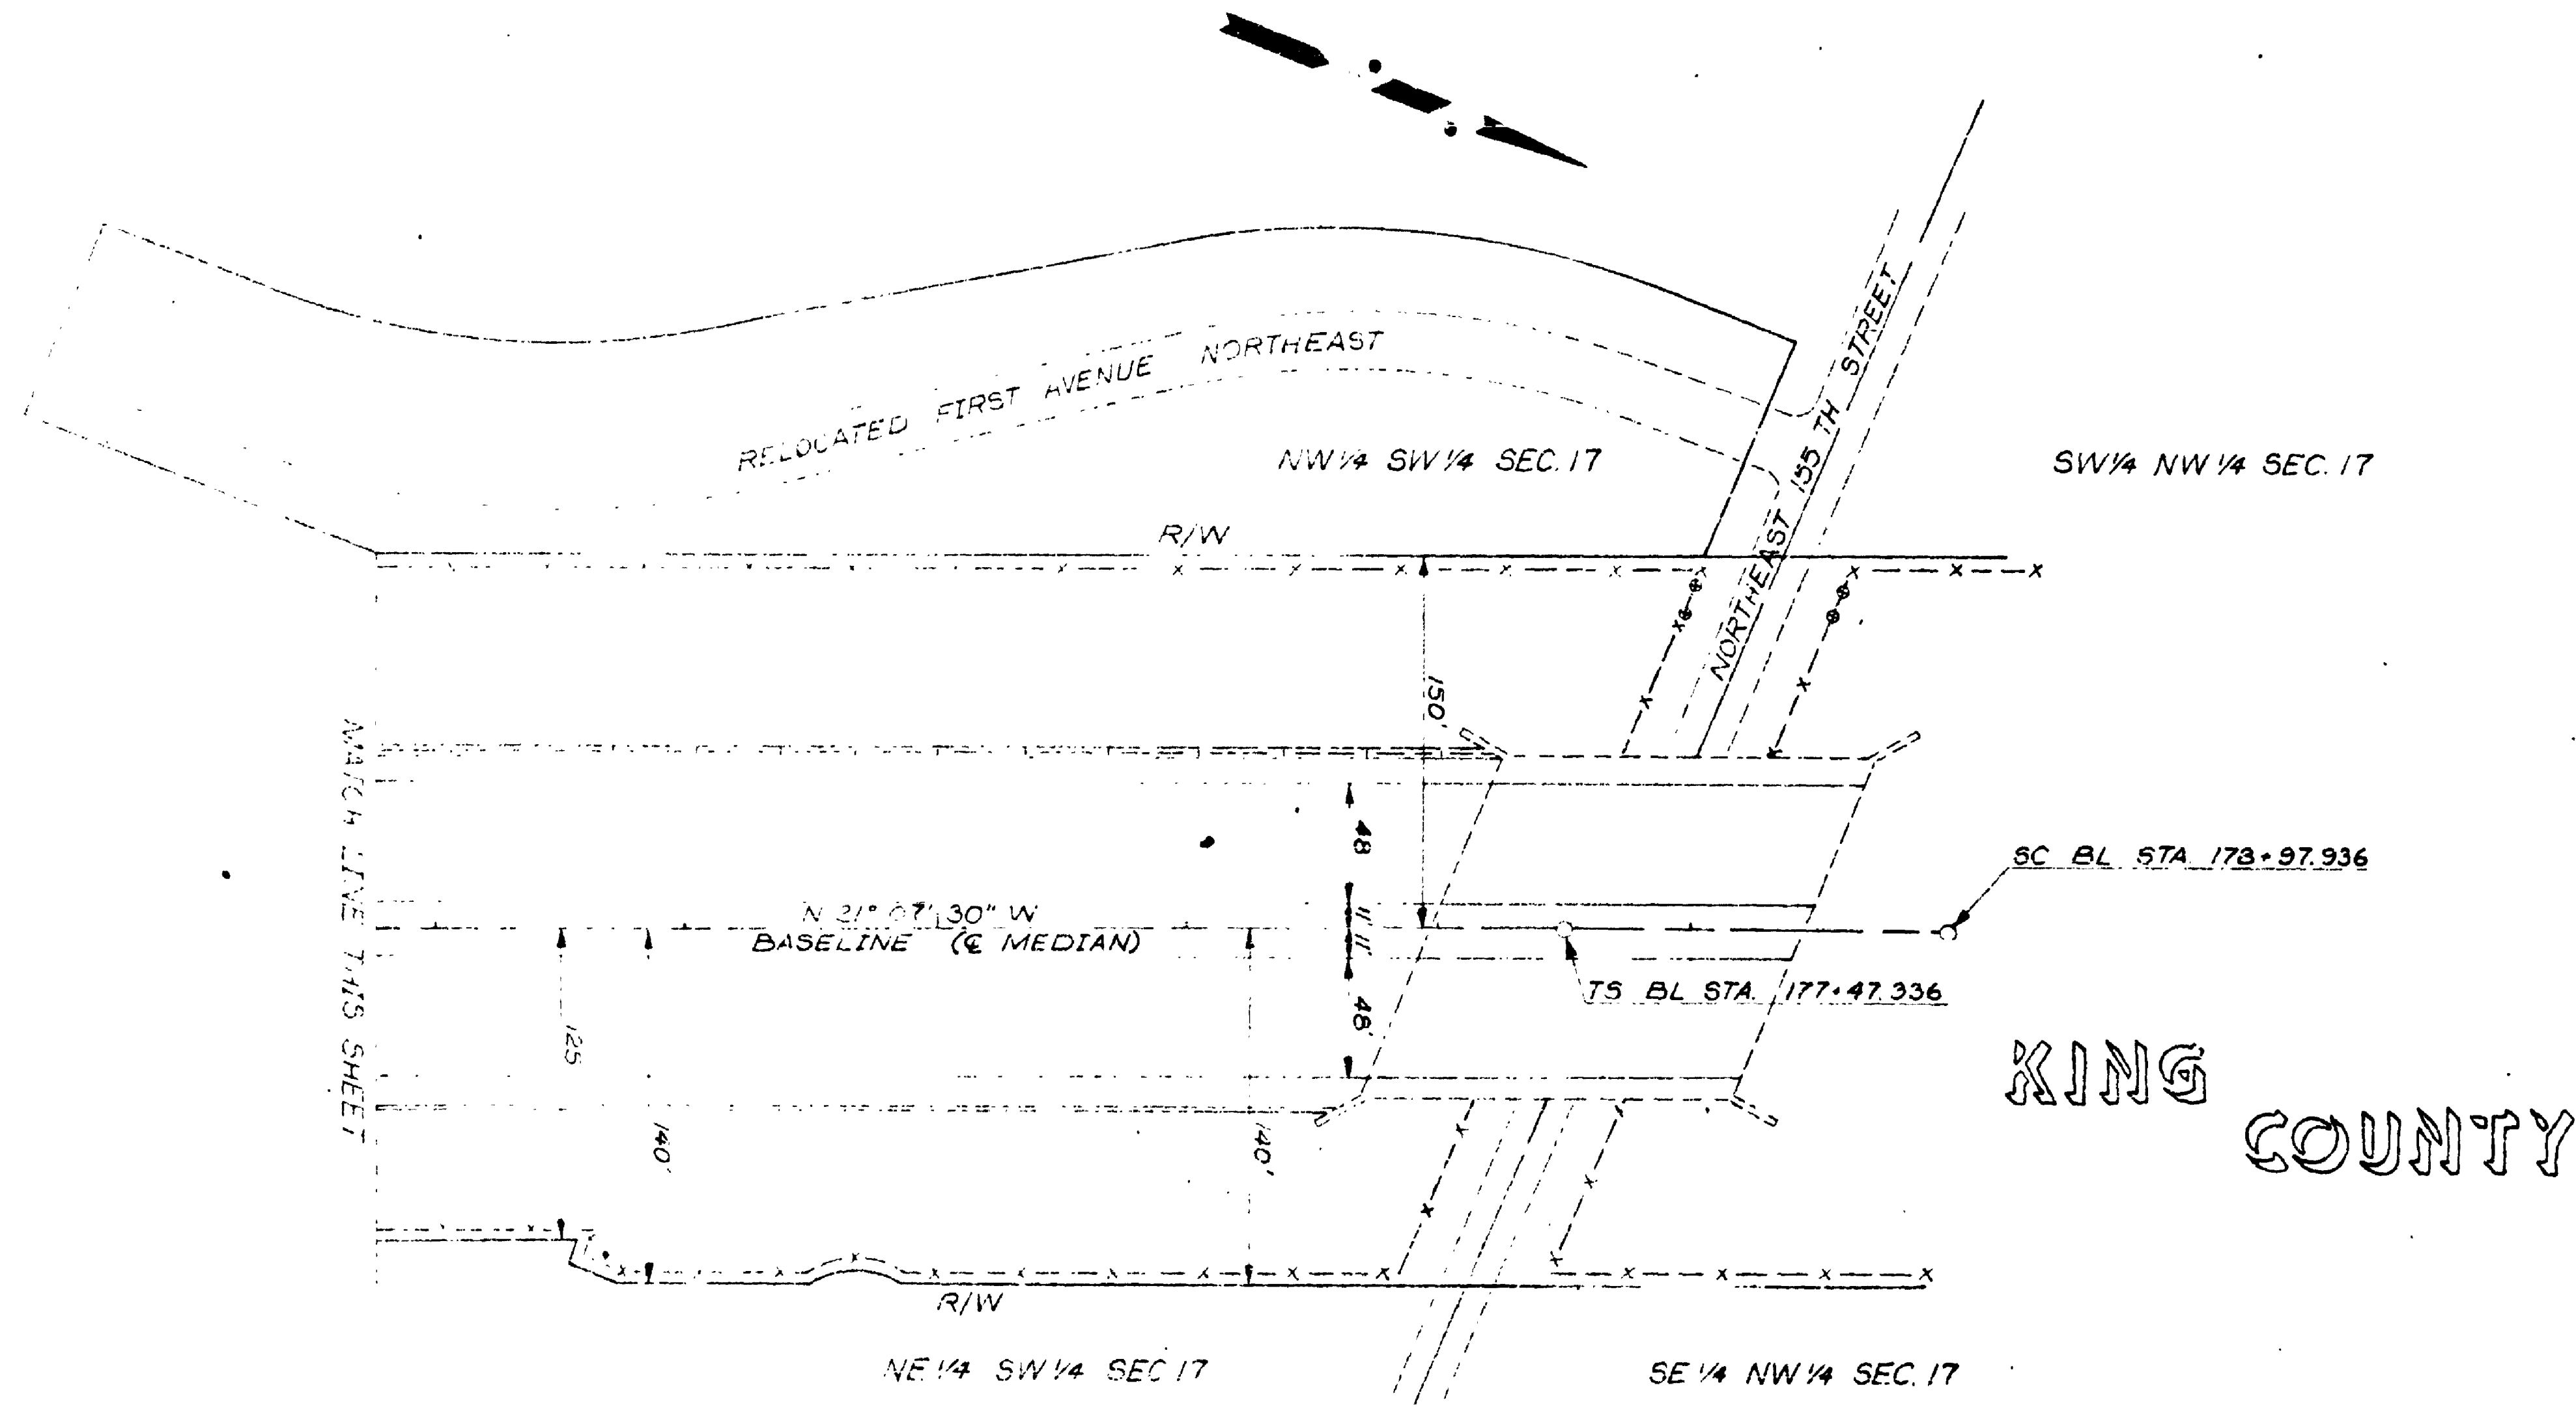 RELOCATED FIRST AVENUE NORTHEAST
NORTHEAST 155 TH STREET
NW 1/4 SW 1/4 SEC. 17
SW 1/4 NW 1/4 SEC. 17
R/W
150'
MATCH LINE THIS SHEET
48
SC BL STA. 178+97.936
11' 11'
N 21° 07' 30" W
BASELINE (℄ MEDIAN)
TS BL STA. 177+47.336
48'
125
140'
140'
KING
COUNTY
R/W
NE 1/4 SW 1/4 SEC 17
SE 1/4 NW 1/4 SEC. 17